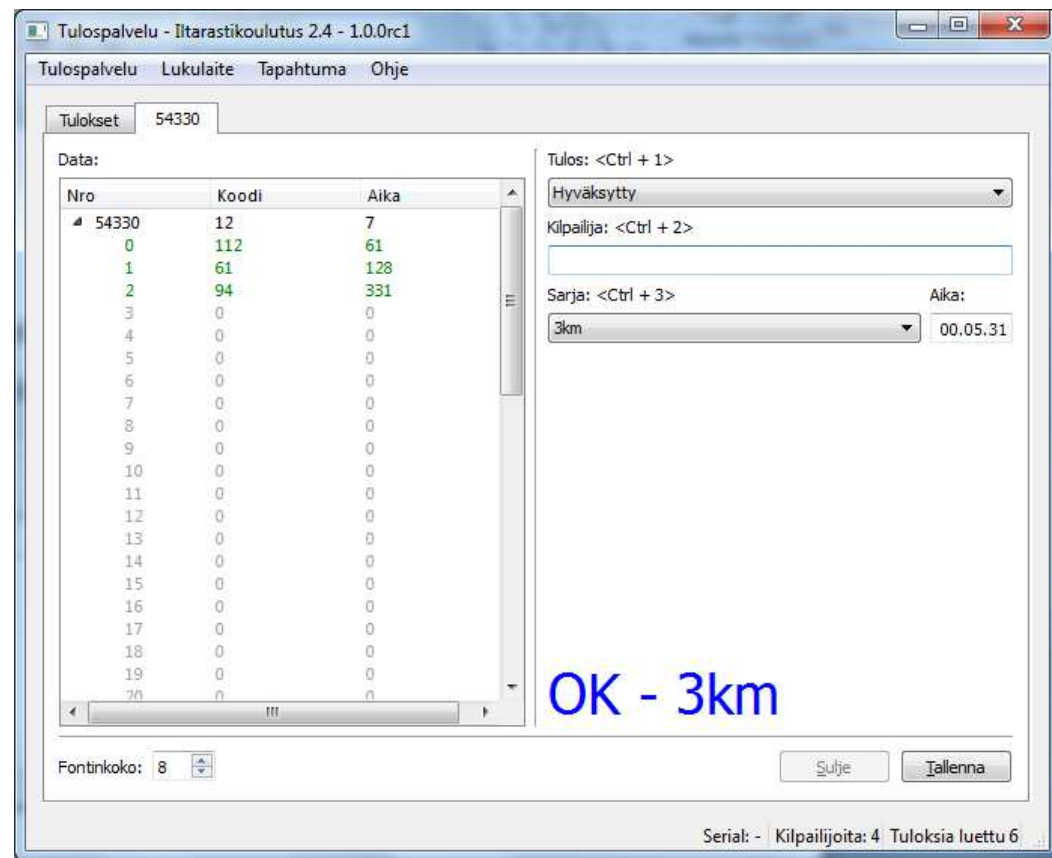 Tulospalvelu - Iltarastikoulutus 2.4 - 1.0.0rc1
Tulospalvelu Lukulaite Tapahtuma Ohje
Tulokset 54330
Data:
Nro Koodi Aika
54330 12 7
0 112 61
1 61 128
2 94 331
3 0 0
4 0 0
5 0 0
6 0 0
7 0 0
8 0 0
9 0 0
10 0 0
11 0 0
12 0 0
13 0 0
14 0 0
15 0 0
16 0 0
17 0 0
18 0 0
19 0 0
20 0 0
Tulos: <Ctrl + 1>
Hyväksytty
Kilpailija: <Ctrl + 2>
Sarja: <Ctrl + 3> Aika:
3km 00.05.31
OK - 3km
Fontinkoko: 8 Sulje Tallenna
Serial: - Kilpailijoita: 4 Tuloksia luettu 6